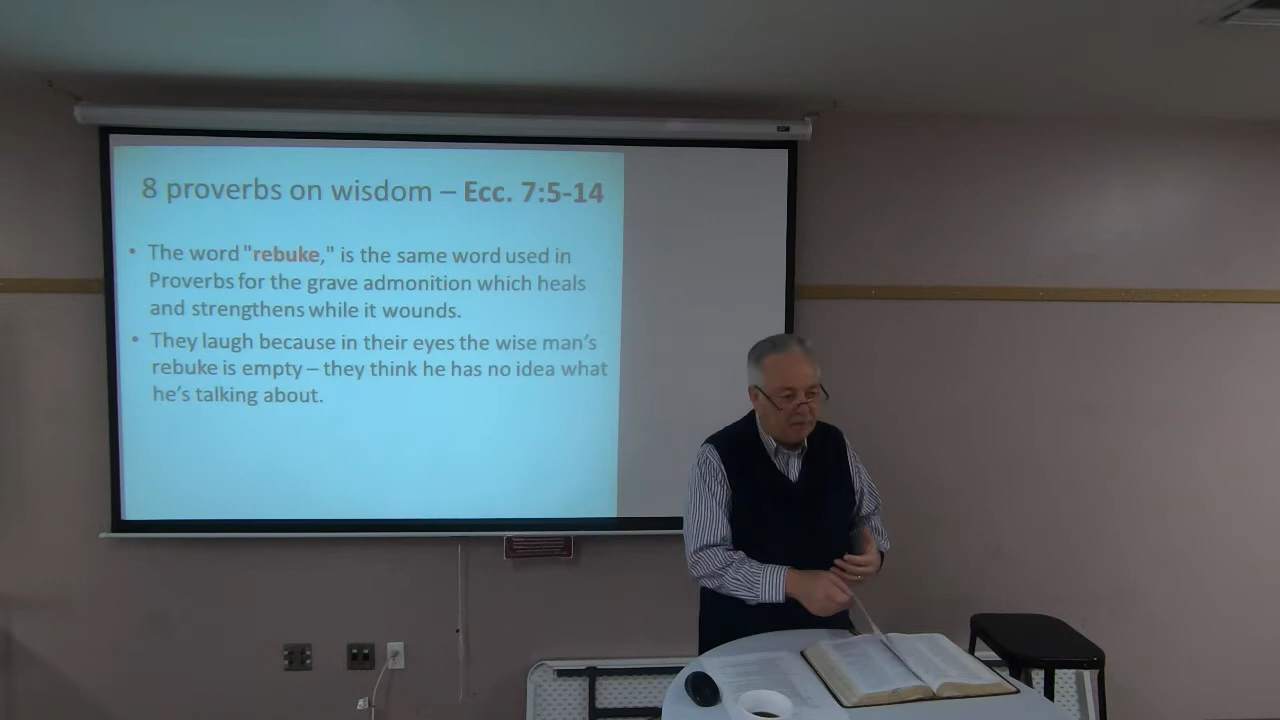 8 proverbs on wisdom – Ecc. 7:5-14
• The word "rebuke," is the same word used in
Proverbs for the grave admonition which heals
and strengthens while it wounds.
• They laugh because in their eyes the wise man's
rebuke is empty – they think he has no idea what
he's talking about.